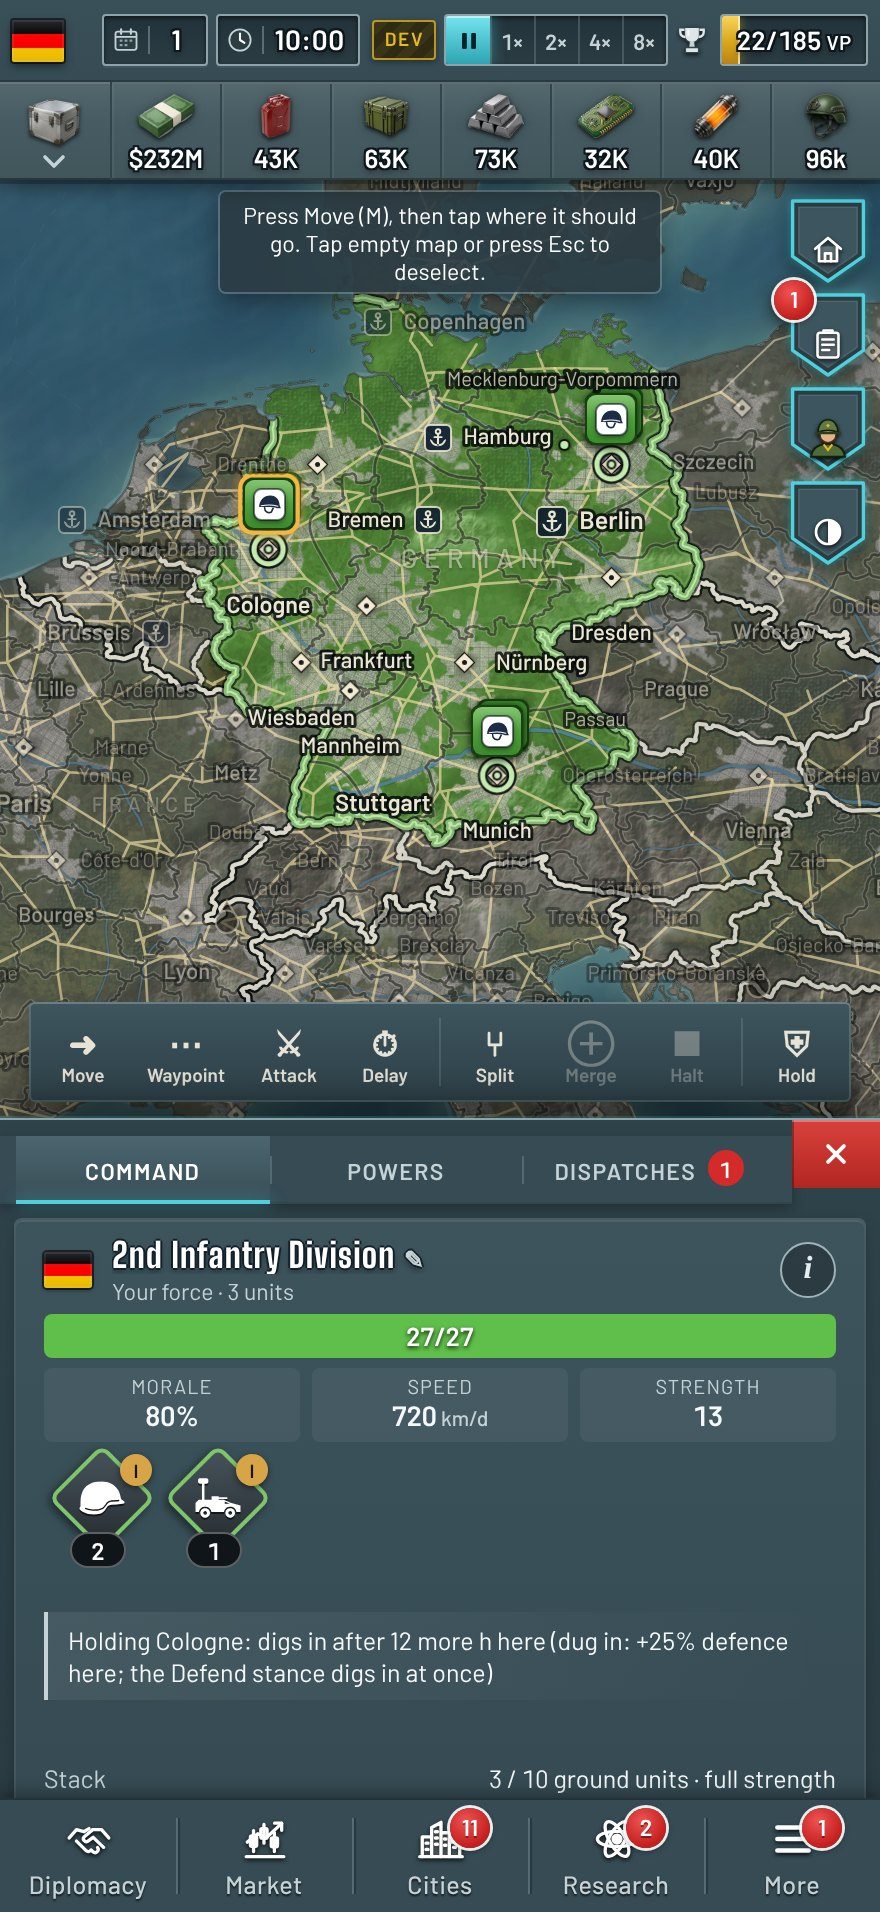 1
10:00
DEV
1×
2×
4×
8×
22/185 VP
$232M
43K
63K
73K
32K
40K
96k
Press Move (M), then tap where it should
go. Tap empty map or press Esc to
deselect.
1
Copenhagen
Mecklenburg-Vorpommern
Hamburg
Drenthe
Szczecin
Lubusz
Amsterdam
Bremen
Berlin
Noord-Brabant
GERMANY
Antwerp
Cologne
Opole
Brussels
Dresden
Wrocław
Frankfurt
Nürnberg
Lille
Ardennes
Prague
Wiesbaden
Passau
Marne
Mannheim
Yonne
Metz
Oberösterreich
Bratislava
Paris
FRANCE
Stuttgart
Doubs
Munich
Vienna
Côte-d'Or
Bern
Tirol
Zala
Vaud
Bozen
Kärnten
Bourges
Valais
Bergamo
Treviso
Varese
Brescia
Osjecko-Bar
Lyon
Vicenza
Primorsko-Goranska
Rovigo
Move
Waypoint
Attack
Delay
Split
Merge
Halt
Hold
COMMAND
POWERS
DISPATCHES
1
2nd Infantry Division
Your force · 3 units
i
27/27
MORALE
80%
SPEED
720 km/d
STRENGTH
13
I
2
I
1
Holding Cologne: digs in after 12 more h here (dug in: +25% defence
here; the Defend stance digs in at once)
Stack
3 / 10 ground units · full strength
Diplomacy
Market
11
Cities
2
Research
1
More